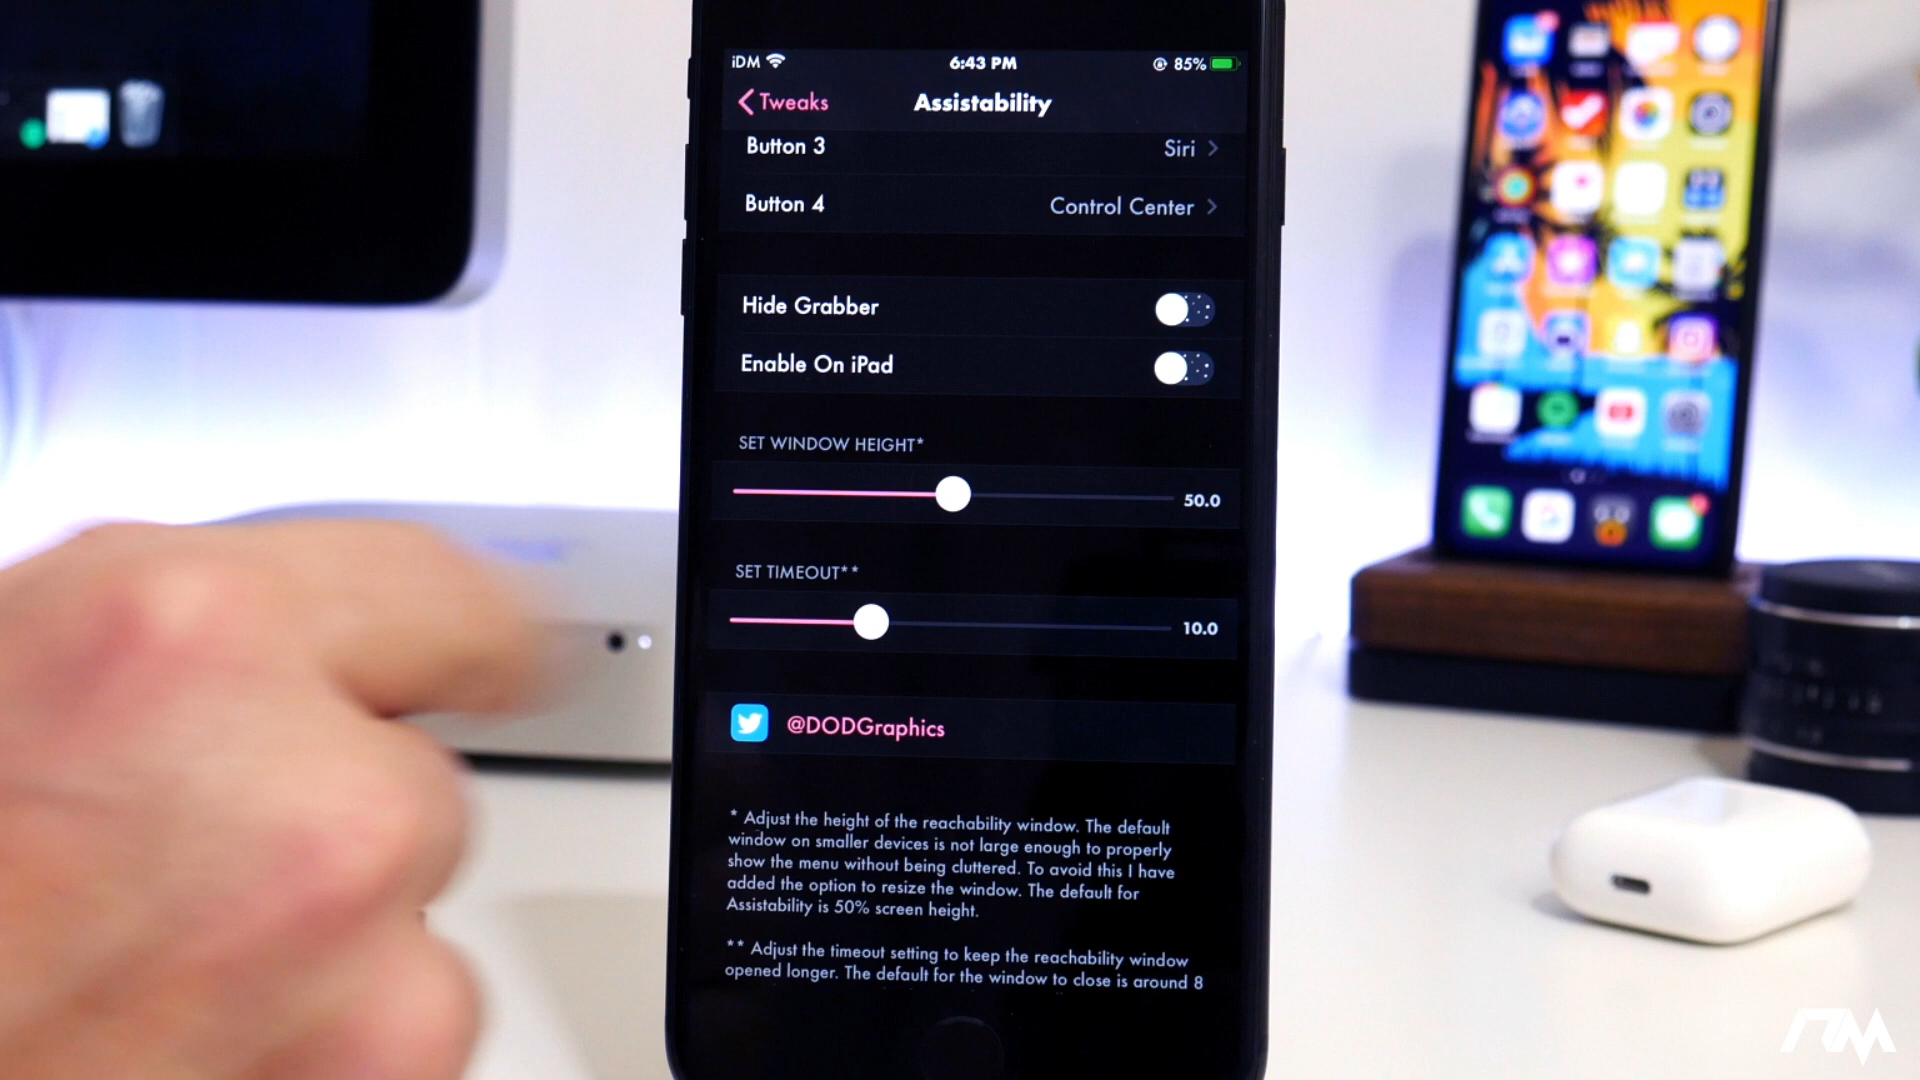 iDM 6:43 PM 85%
Tweaks Assistability
Button 3 Siri
Button 4 Control Center
Hide Grabber
Enable On iPad
SET WINDOW HEIGHT*
50.0
SET TIMEOUT**
10.0
@DODGraphics
* Adjust the height of the reachability window. The default
window on smaller devices is not large enough to properly
show the menu without being cluttered. To avoid this I have
added the option to resize the window. The default for
Assistability is 50% screen height.
** Adjust the timeout setting to keep the reachability window
opened longer. The default for the window to close is around 8